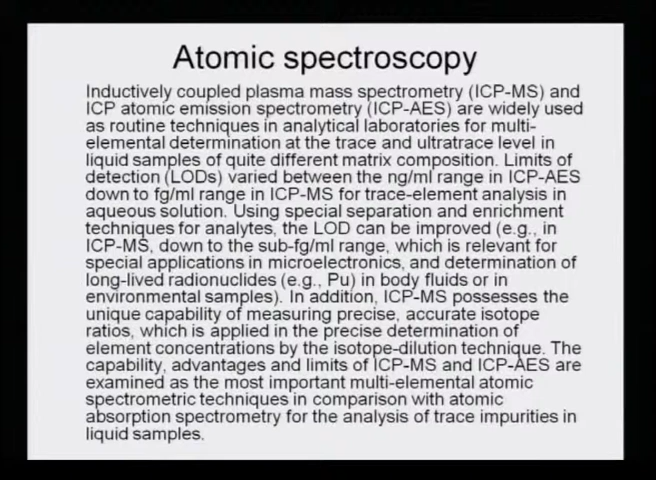 Atomic spectroscopy
Inductively coupled plasma mass spectrometry (ICP-MS) and
ICP atomic emission spectrometry (ICP-AES) are widely used
as routine techniques in analytical laboratories for multi-
elemental determination at the trace and ultratrace level in
liquid samples of quite different matrix composition. Limits of
detection (LODs) varied between the ng/ml range in ICP-AES
down to fg/ml range in ICP-MS for trace-element analysis in
aqueous solution. Using special separation and enrichment
techniques for analytes, the LOD can be improved (e.g., in
ICP-MS, down to the sub-fg/ml range, which is relevant for
special applications in microelectronics, and determination of
long-lived radionuclides (e.g., Pu) in body fluids or in
environmental samples). In addition, ICP-MS possesses the
unique capability of measuring precise, accurate isotope
ratios, which is applied in the precise determination of
element concentrations by the isotope-dilution technique. The
capability, advantages and limits of ICP-MS and ICP-AES are
examined as the most important multi-elemental atomic
spectrometric techniques in comparison with atomic
absorption spectrometry for the analysis of trace impurities in
liquid samples.